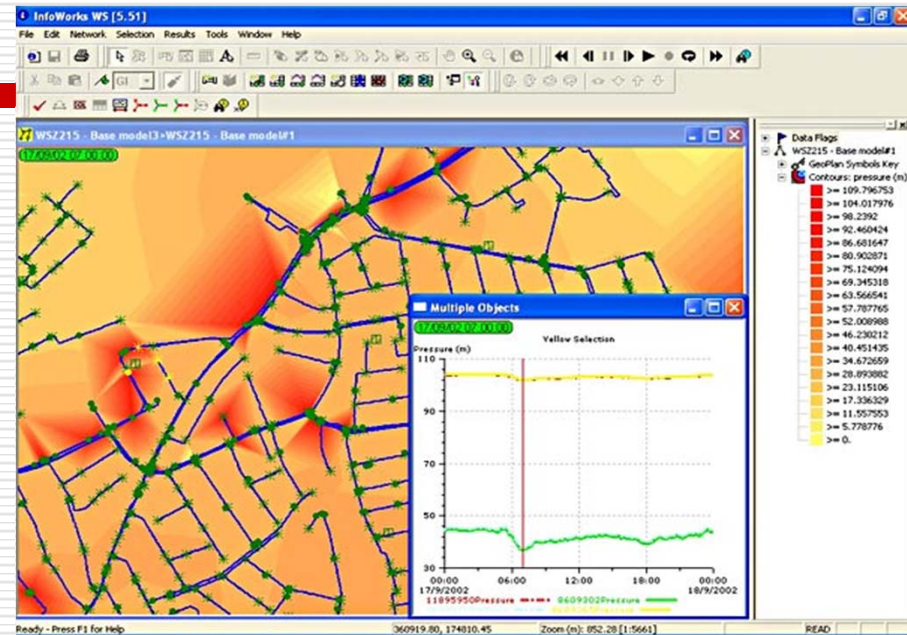 InfoWorks WS [5.51]
File Edit Network Selection Results Tools Window Help
GI
WSZ215 - Base model3>WSZ215 - Base model#1
17/09/02 07:00:00
Data Flags
WSZ215 - Base model#1
GeoPlan Symbols Key
Contours: pressure (m)
>= 109.796753
>= 104.017976
>= 98.2392
>= 92.460424
>= 86.681647
>= 80.902871
>= 75.124094
>= 69.345318
>= 63.566541
>= 57.787765
>= 52.008988
>= 46.230212
>= 40.451435
>= 34.672659
>= 28.893882
>= 23.115106
>= 17.336329
>= 11.557553
>= 5.778776
>= 0.
Multiple Objects
17/09/02 07:00:00
Yellow Selection
Pressure (m)
110
90
70
50
30
00:00 06:00 12:00 18:00 00:00
17/9/2002 18/9/2002
11895950Pressure 8609302Pressure
Ready - Press F1 for Help 360919.80, 174810.45 Zoom (m): 852.28 [1:5661] READ